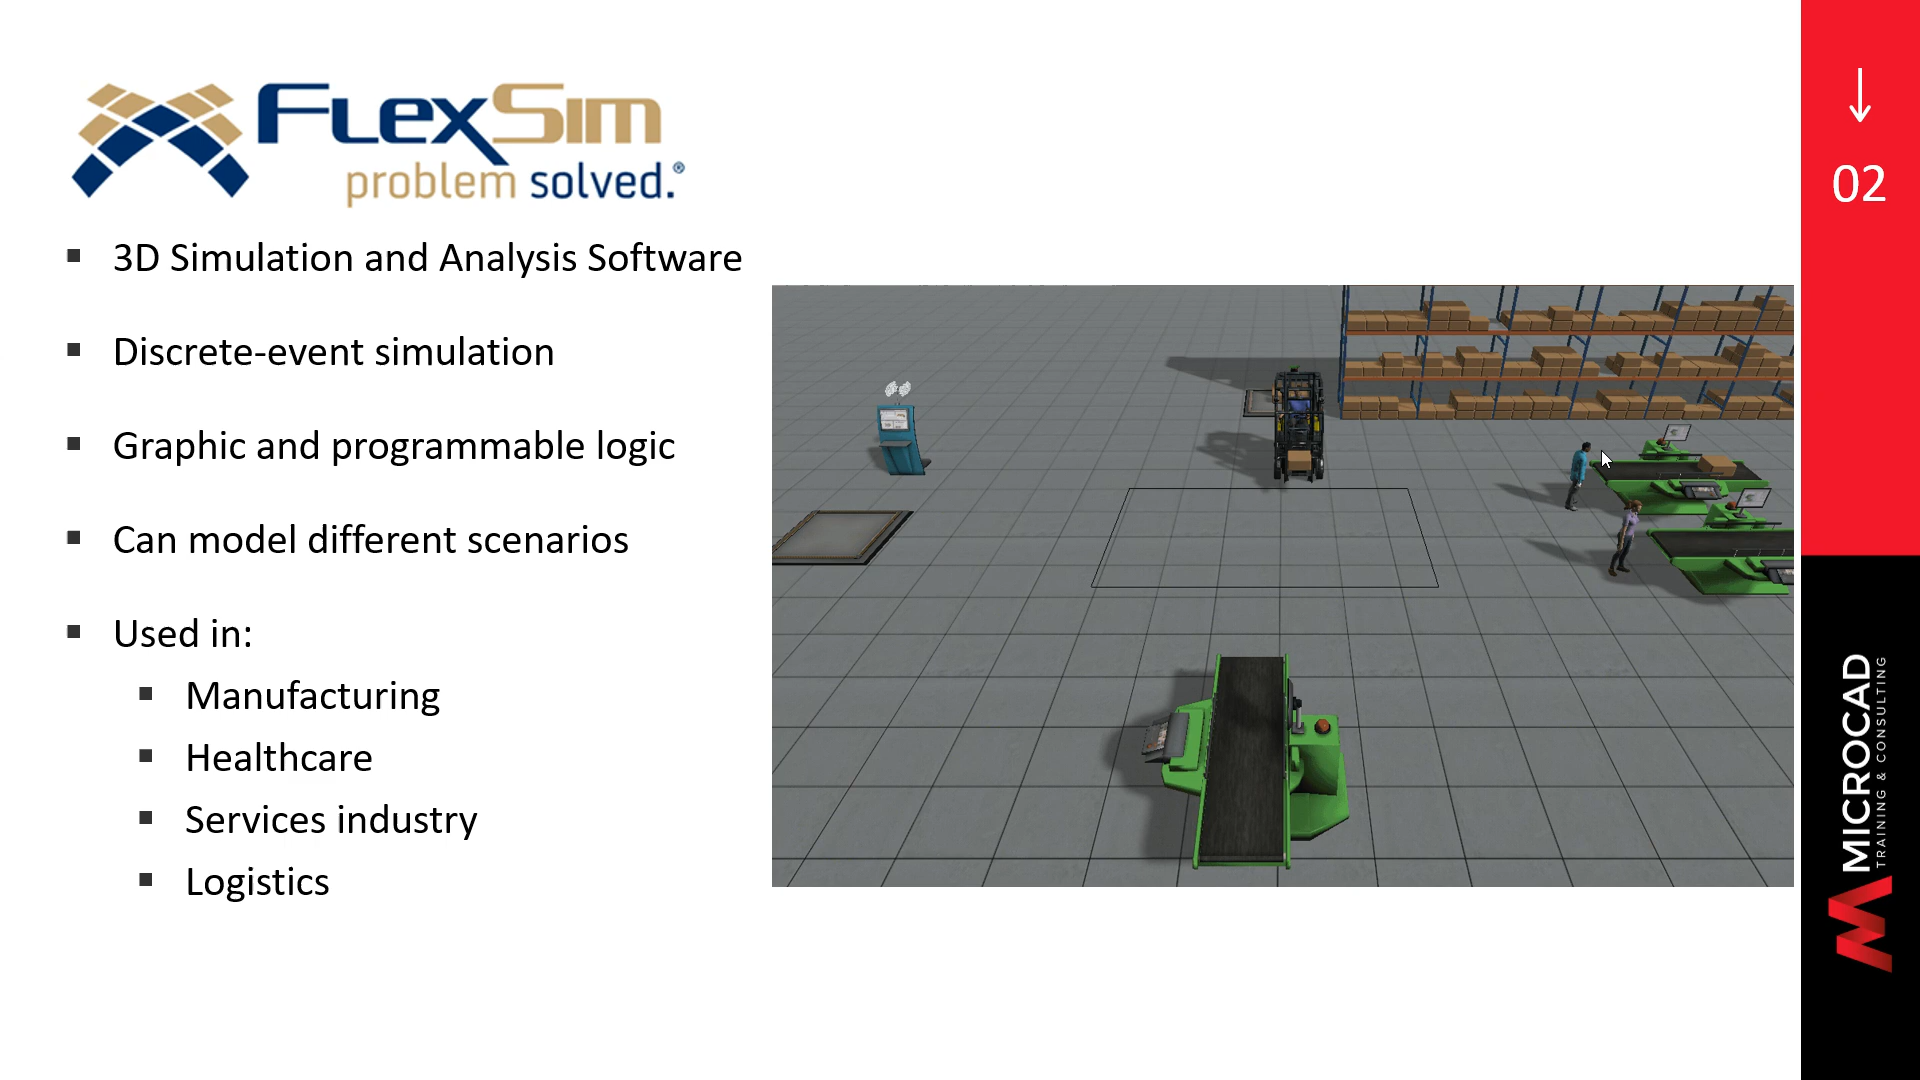 FlexSim
problem solved.®
3D Simulation and Analysis Software
Discrete-event simulation
Graphic and programmable logic
Can model different scenarios
Used in:
Manufacturing
Healthcare
Services industry
Logistics
02
MICROCAD
TRAINING & CONSULTING